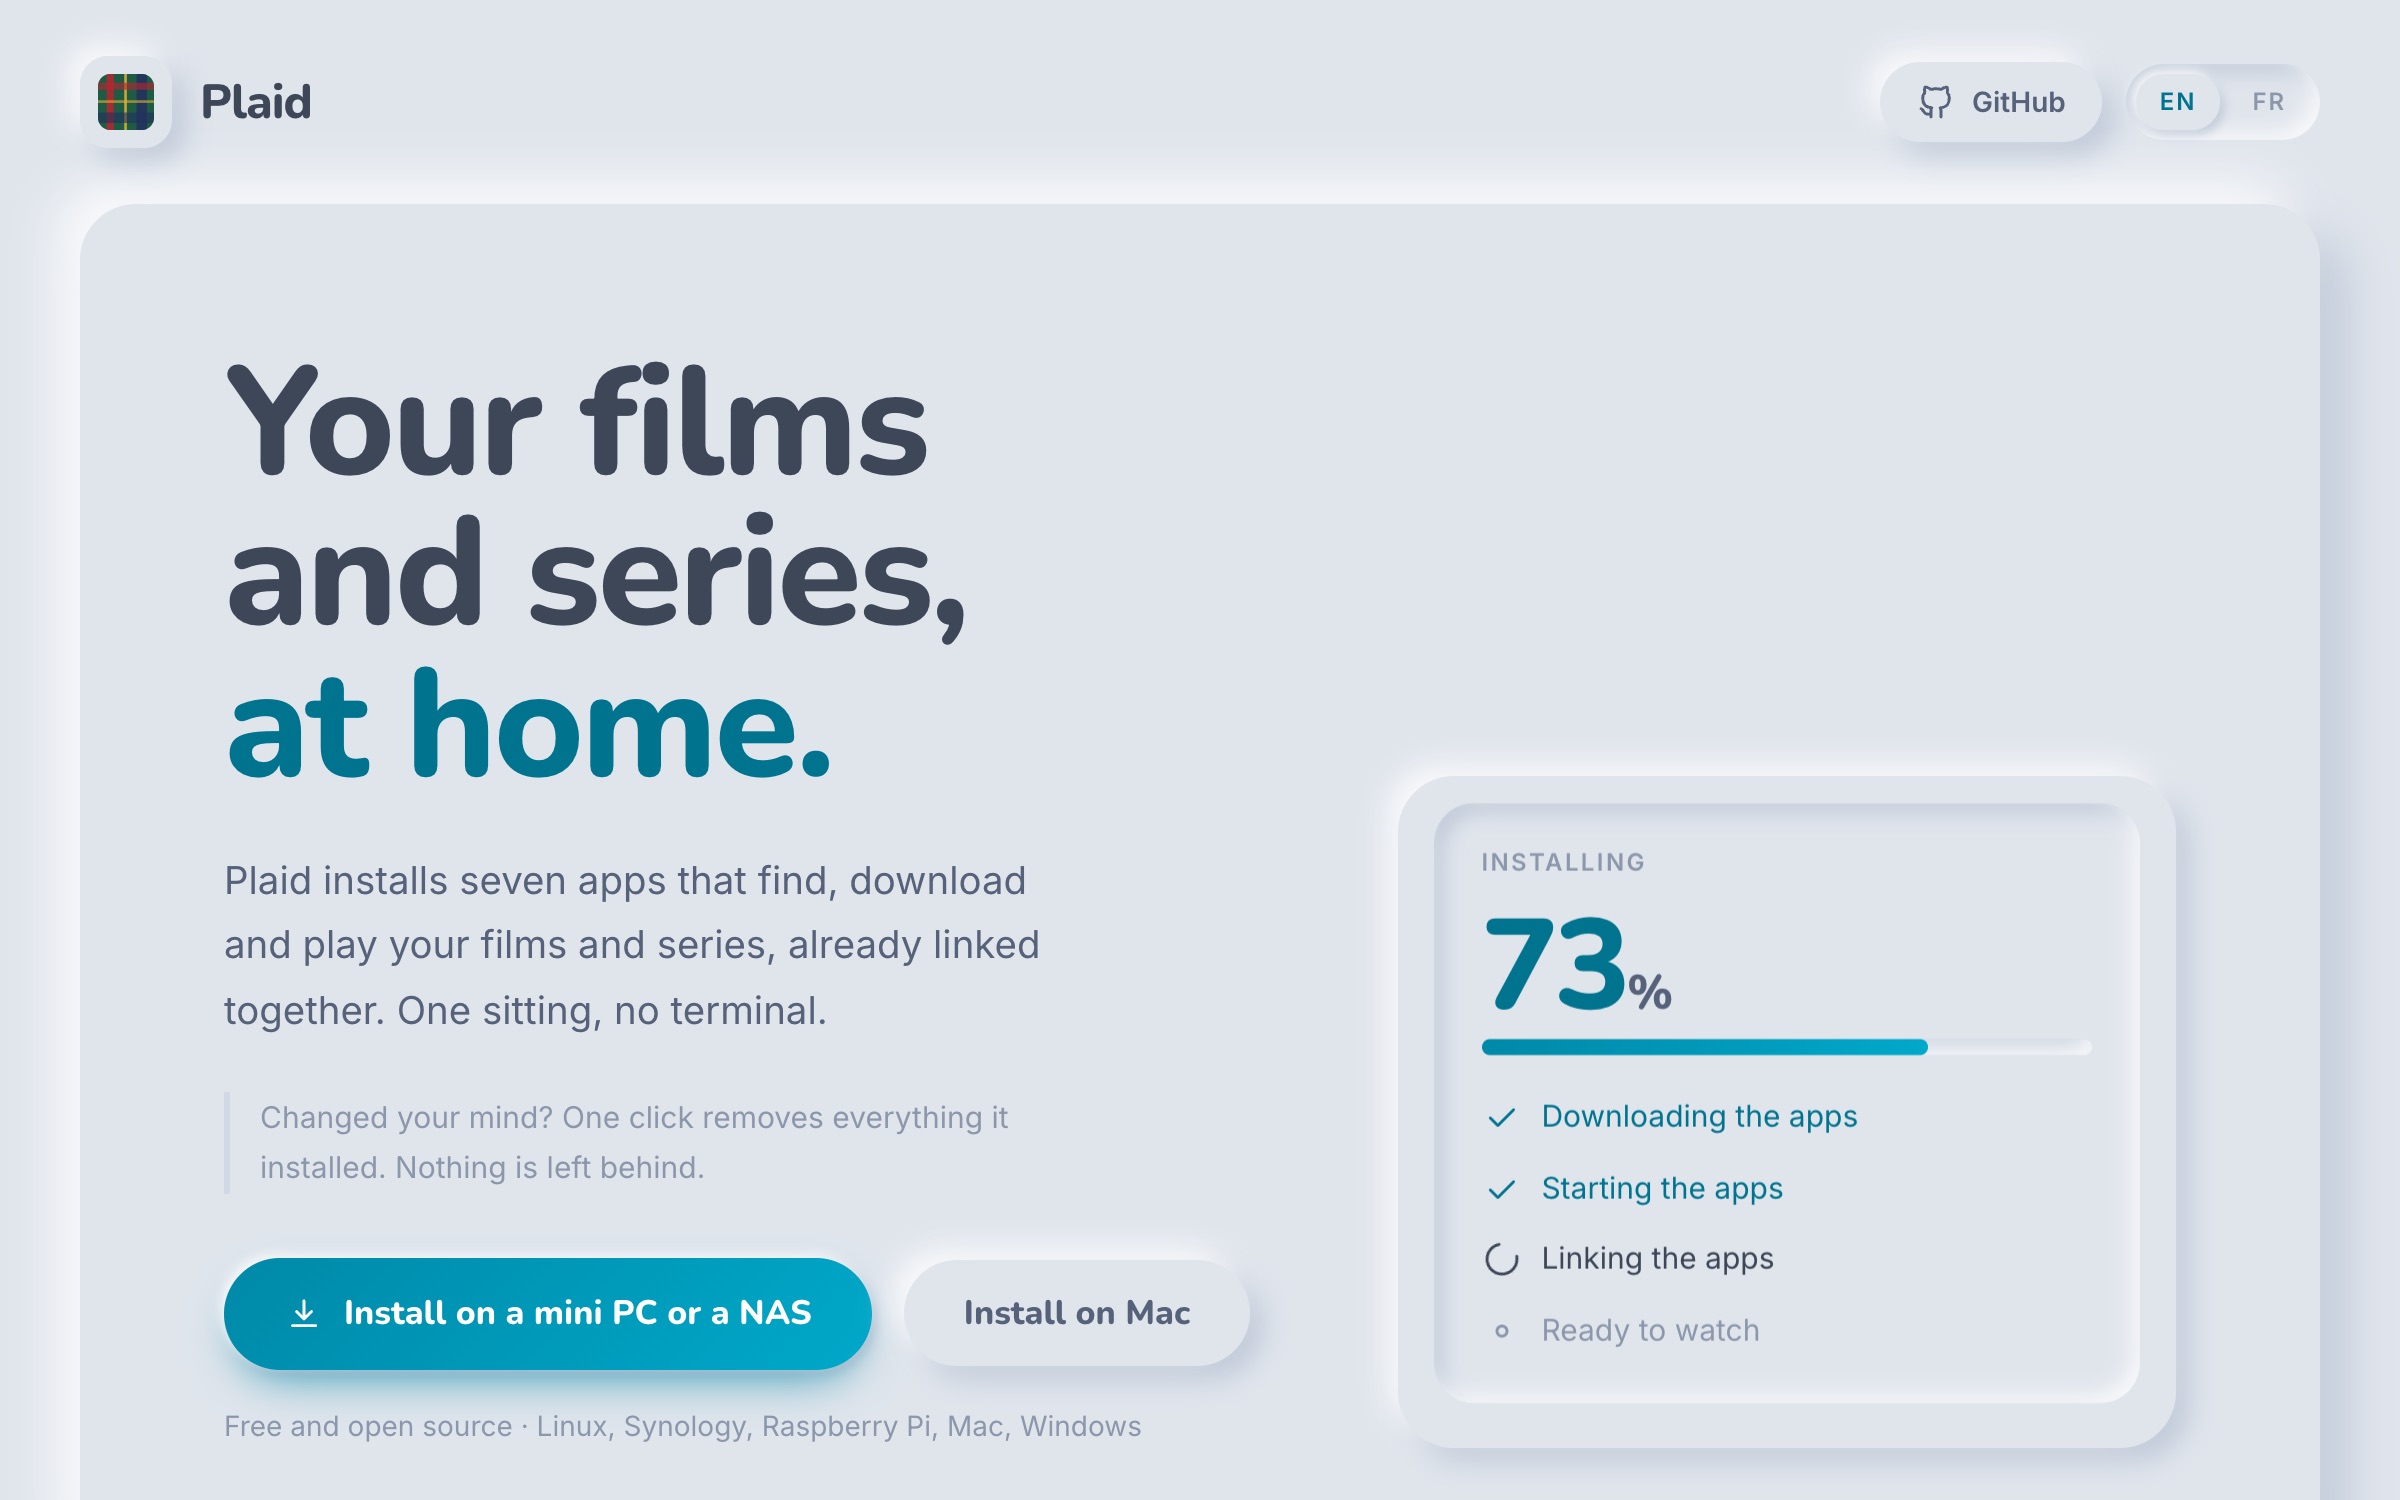 Plaid
GitHub
EN
FR
Your films
and series,
at home.
Plaid installs seven apps that find, download
and play your films and series, already linked
together. One sitting, no terminal.
Changed your mind? One click removes everything it
installed. Nothing is left behind.
Install on a mini PC or a NAS
Install on Mac
Free and open source · Linux, Synology, Raspberry Pi, Mac, Windows
INSTALLING
73%
Downloading the apps
Starting the apps
Linking the apps
Ready to watch